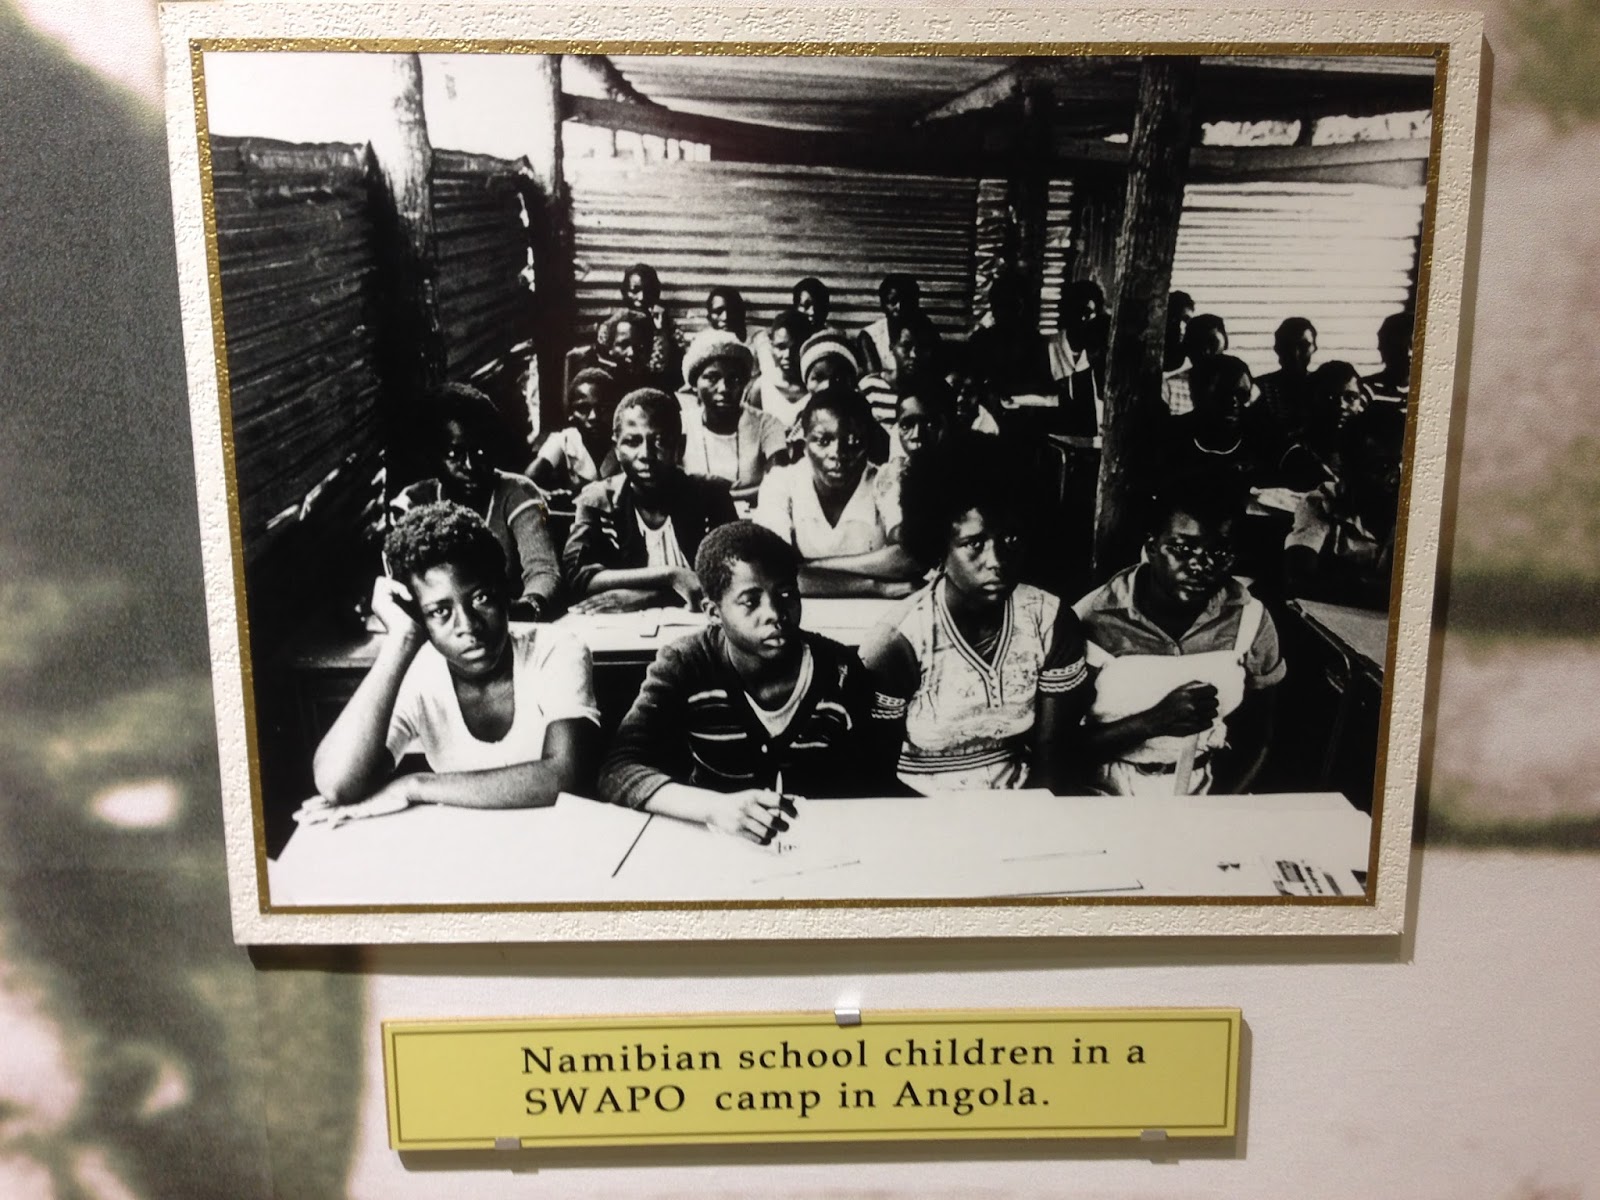 Namibian school children in a
SWAPO camp in Angola.